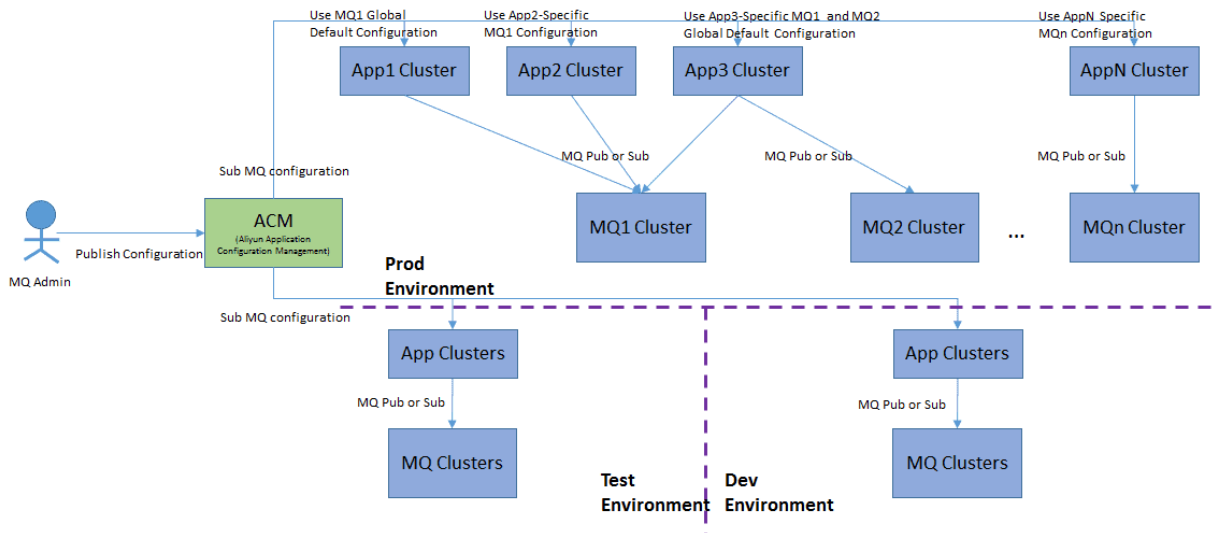 Use MQ1 Global
Default Configuration
Use App2-Specific
MQ1 Configuration
Use App3-Specific MQ1 and MQ2
Global Default Configuration
Use AppN Specific
MQn Configuration
App1 Cluster
App2 Cluster
App3 Cluster
AppN Cluster
MQ Pub or Sub
MQ Pub or Sub
MQ Pub or Sub
Sub MQ configuration
MQ1 Cluster
MQ2 Cluster
...
MQn Cluster
ACM
(Aliyun Application
Configuration Management)
Publish Configuration
MQ Admin
Prod
Environment
Sub MQ configuration
App Clusters
App Clusters
MQ Pub or Sub
MQ Pub or Sub
MQ Clusters
MQ Clusters
Test
Environment
Dev
Environment